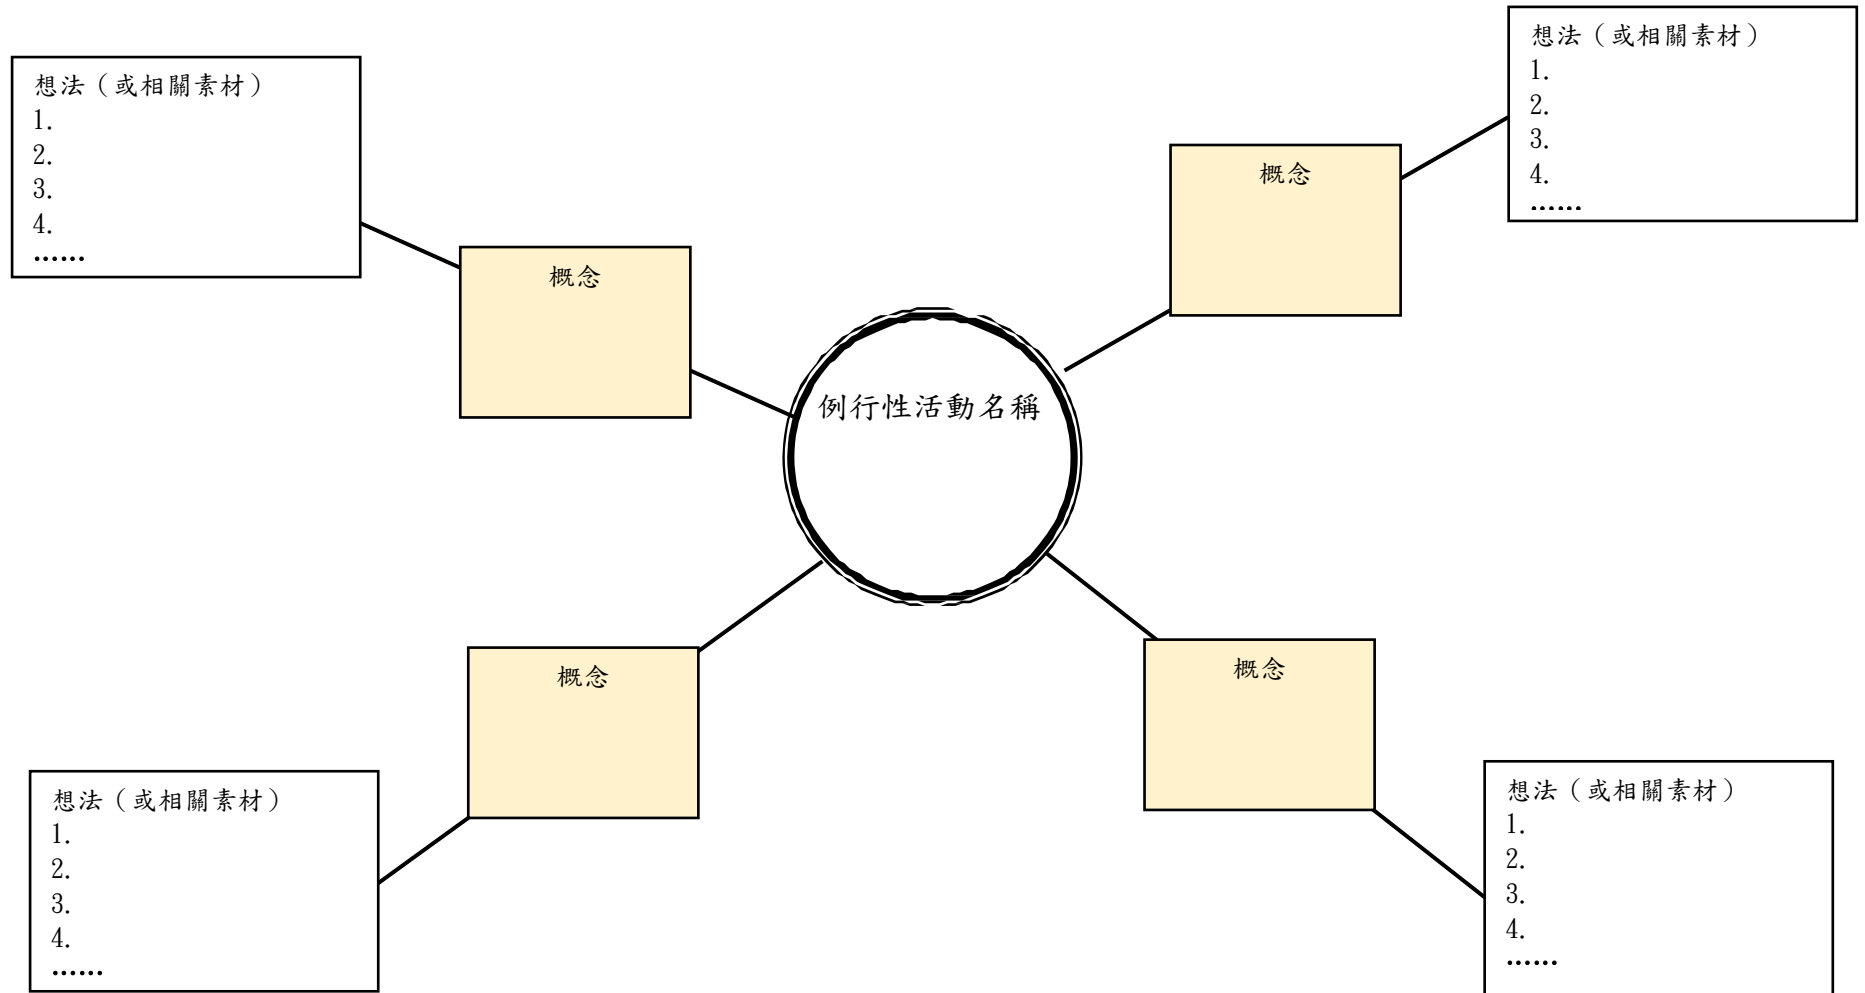 想法（或相關素材）
1.
2.
3.
4.
……
概念
想法（或相關素材）
1.
2.
3.
4.
……
概念
例行性活動名稱
概念
想法（或相關素材）
1.
2.
3.
4.
……
概念
想法（或相關素材）
1.
2.
3.
4.
……